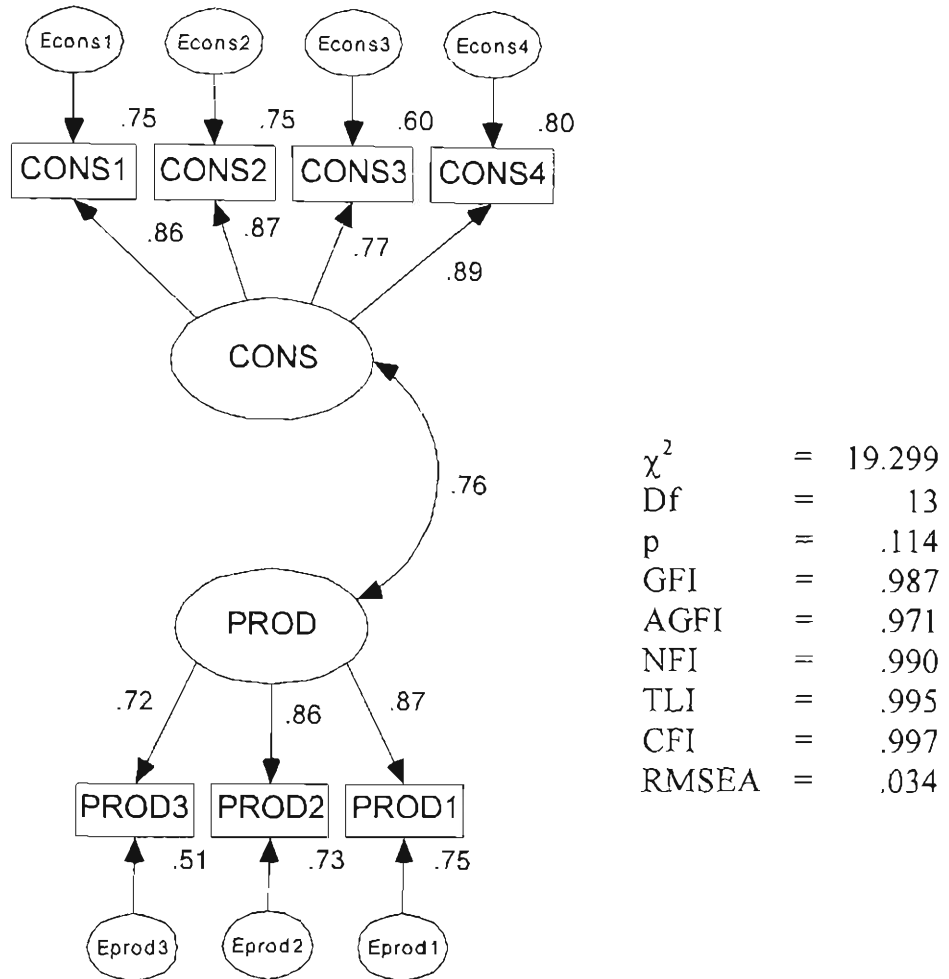 Econs1 Econs2 Econs3 Econs4
.75 .75 .60 .80
CONS1 CONS2 CONS3 CONS4
.86 .87 .77 .89
CONS
.76
PROD
.72 .86 .87
PROD3 PROD2 PROD1
.51 .73 .75
Eprod3 Eprod2 Eprod1
χ² = 19.299
Df = 13
p = .114
GFI = .987
AGFI = .971
NFI = .990
TLI = .995
CFI = .997
RMSEA = .034